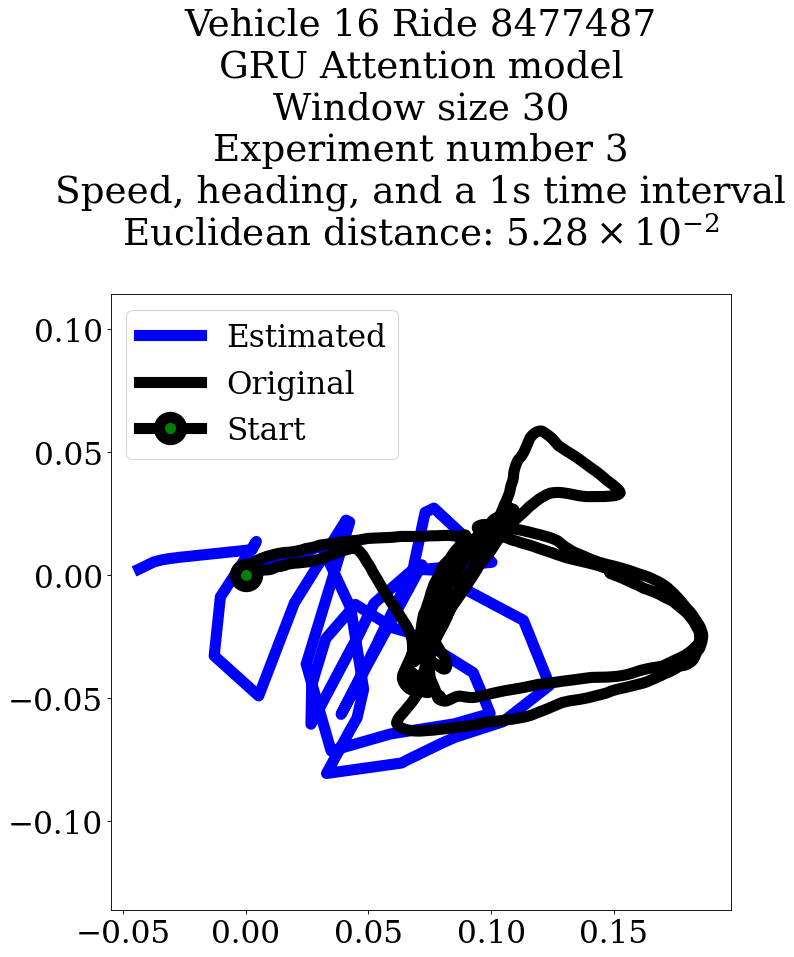 Vehicle 16 Ride 8477487
GRU Attention model
Window size 30
Experiment number 3
Speed, heading, and a 1s time interval
Euclidean distance: 5.28 × 10⁻²
Estimated
Original
Start
0.10
0.05
0.00
−0.05
−0.10
−0.05 0.00 0.05 0.10 0.15